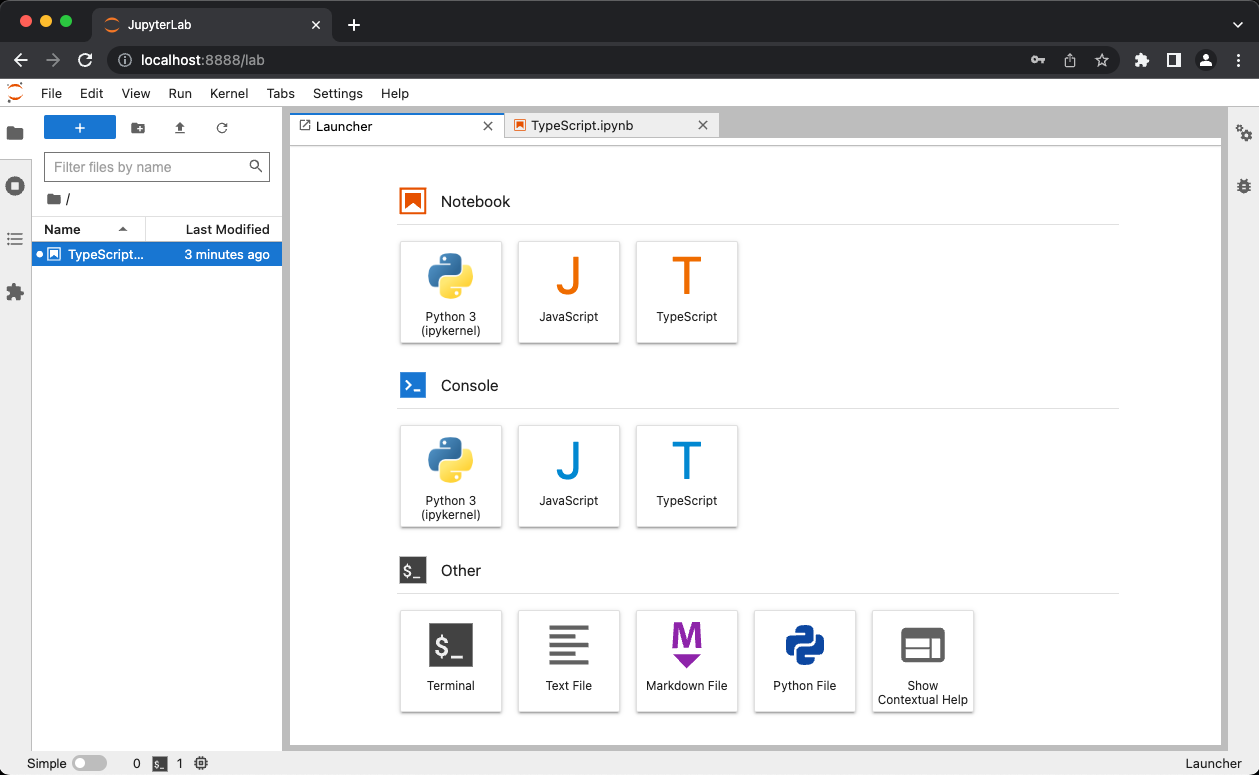 JupyterLab
localhost:8888/lab
File Edit View Run Kernel Tabs Settings Help
Launcher
TypeScript.ipynb
Filter files by name
/
Name Last Modified
TypeScript... 3 minutes ago
Notebook
Python 3
(ipykernel)
J
JavaScript
T
TypeScript
Console
Python 3
(ipykernel)
J
JavaScript
T
TypeScript
$_
Other
$_
Terminal
Text File
M
Markdown File
Python File
Show
Contextual Help
Simple 0 $_ 1 Launcher